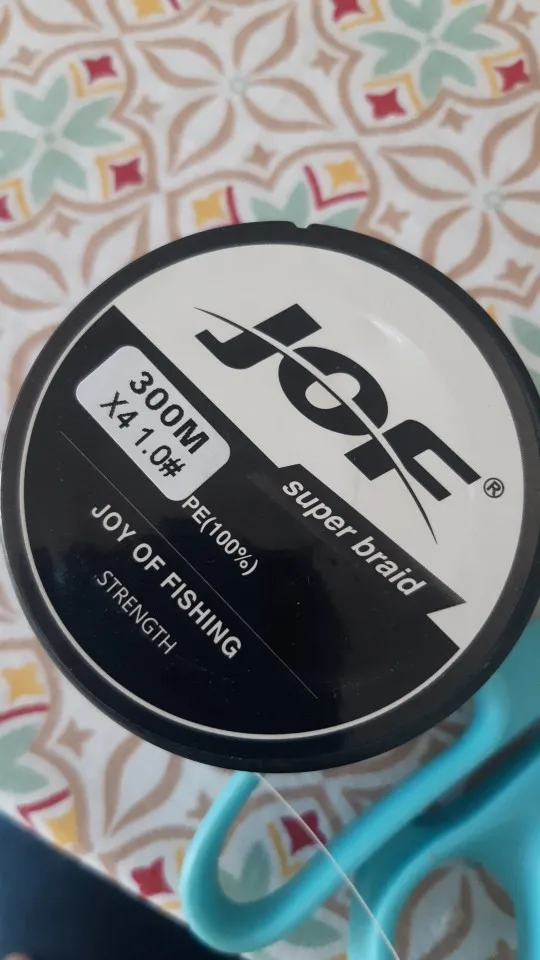 JOF®
super braid
300M
X4 1.0#
PE(100%)
JOY OF FISHING
STRENGTH